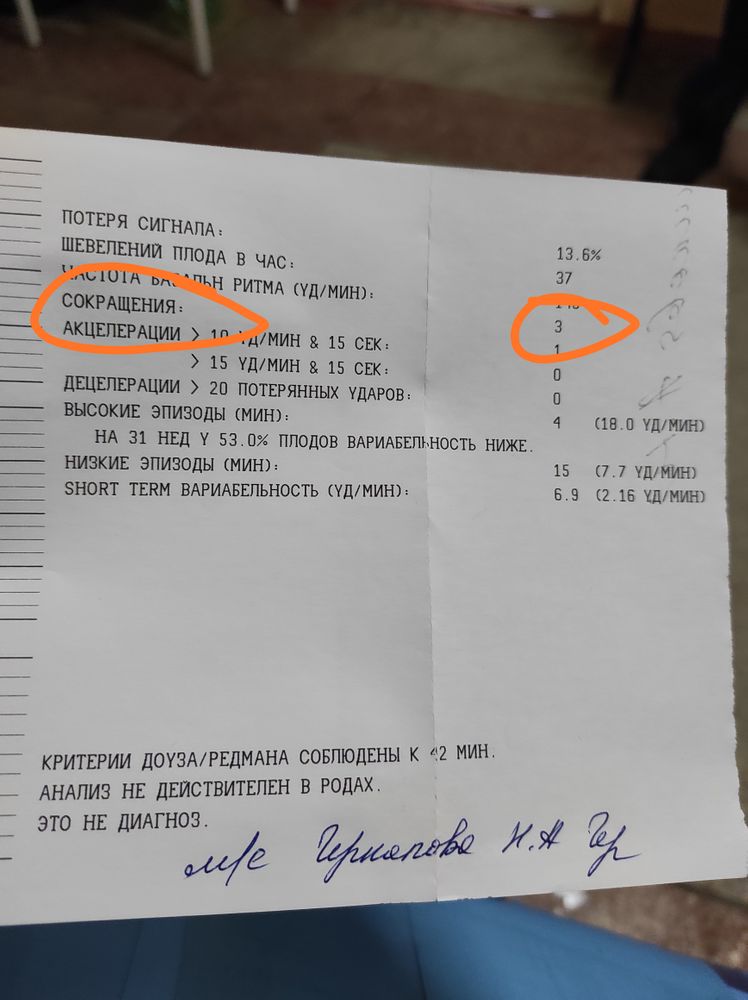 ПОТЕРЯ СИГНАЛА: 13.6%
ШЕВЕЛЕНИЙ ПЛОДА В ЧАС: 37
ЧАСТОТА БАЗАЛЬН РИТМА (УД/МИН):
СОКРАЩЕНИЯ: 3
АКЦЕЛЕРАЦИИ > 10 УД/МИН & 15 СЕК: 1
> 15 УД/МИН & 15 СЕК: 0
ДЕЦЕЛЕРАЦИИ > 20 ПОТЕРЯННЫХ УДАРОВ: 0
ВЫСОКИЕ ЭПИЗОДЫ (МИН): 4 (18.0 УД/МИН)
НА 31 НЕД У 53.0% ПЛОДОВ ВАРИАБЕЛЬНОСТЬ НИЖЕ.
НИЗКИЕ ЭПИЗОДЫ (МИН): 15 (7.7 УД/МИН)
SHORT TERM ВАРИАБЕЛЬНОСТЬ (УД/МИН): 6.9 (2.16 УД/МИН)
КРИТЕРИИ ДОУЗА/РЕДМАНА СОБЛЮДЕНЫ К 42 МИН.
АНАЛИЗ НЕ ДЕЙСТВИТЕЛЕН В РОДАХ.
ЭТО НЕ ДИАГНОЗ.
м/с Н.А